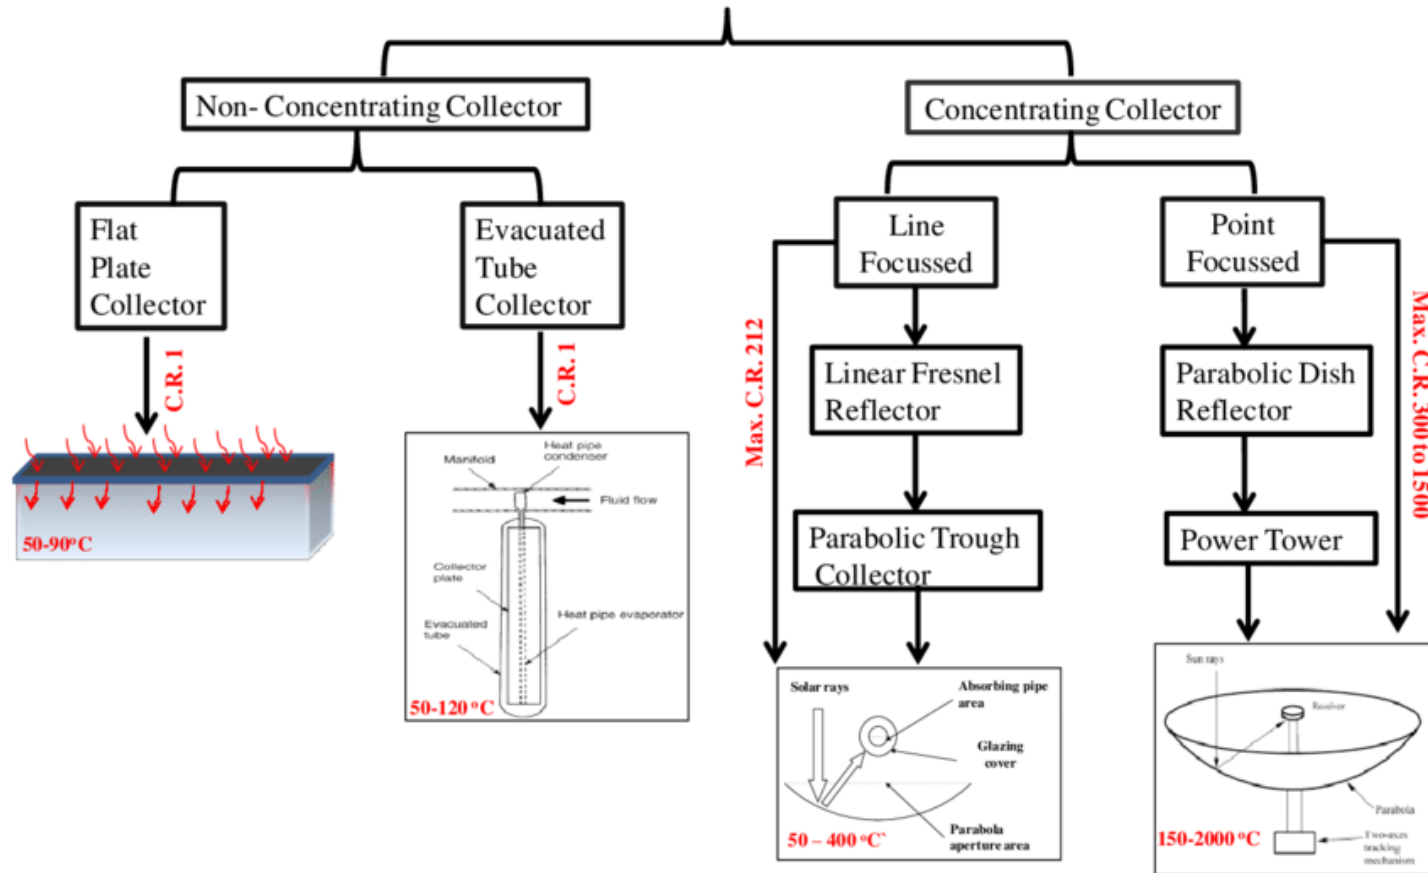 Non- Concentrating Collector
Concentrating Collector
Flat
Plate
Collector
Evacuated
Tube
Collector
Line
Focussed
Point
Focussed
C.R. 1
C.R. 1
Max. C.R. 212
Max. C.R. 300 to 1500
Linear Fresnel
Reflector
Parabolic Dish
Reflector
Parabolic Trough
Collector
Power Tower
50-90°C
Heat pipe
condenser
Manifold
Fluid flow
Collector
plate
Heat pipe evaporator
Evacuated
tube
50-120 °C
Solar rays
Absorbing pipe
area
Glazing
cover
Parabola
aperture area
50 – 400 °C`
Sun rays
Receiver
Parabola
Two-axes
tracking
mechanism
150-2000 °C